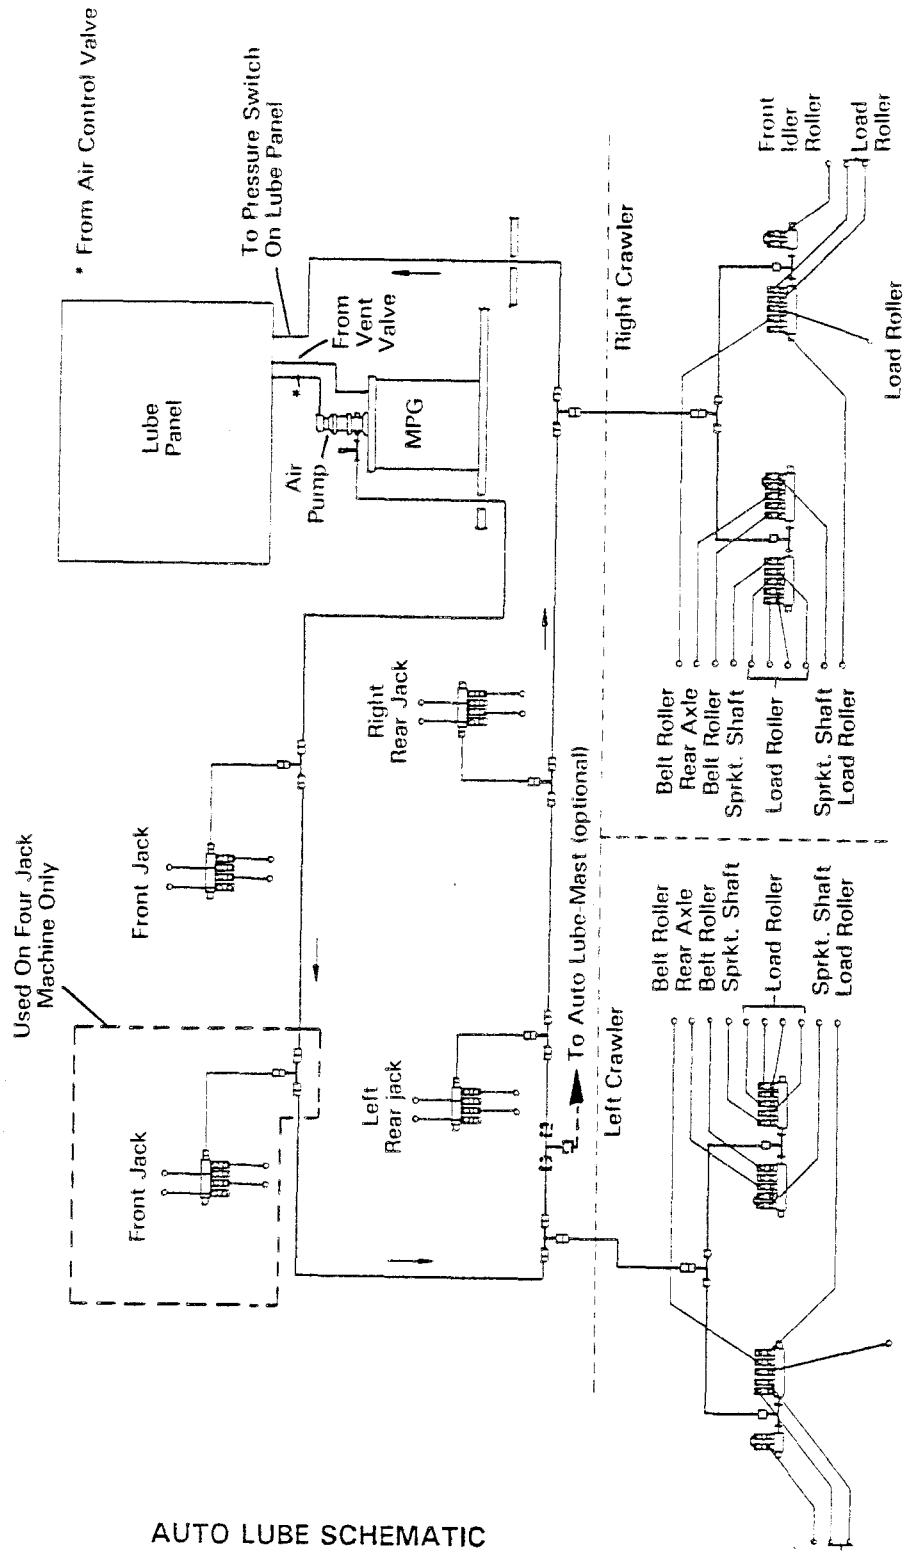 * From Air Control Valve
To Pressure Switch
On Lube Panel
Lube
Panel
From
Vent
Valve
*
Air
Pump
MPG
Used On Four Jack
Machine Only
Front Jack
Front Jack
Right
Rear Jack
Left
Rear jack
To Auto Lube-Mast (optional)
Right Crawler
Left Crawler
Front
Idler
Roller
Load
Roller
Load Roller
Belt Roller
Rear Axle
Belt Roller
Sprkt. Shaft
Load Roller
Sprkt. Shaft
Load Roller
Belt Roller
Rear Axle
Belt Roller
Sprkt. Shaft
Load Roller
Sprkt. Shaft
Load Roller
AUTO LUBE SCHEMATIC